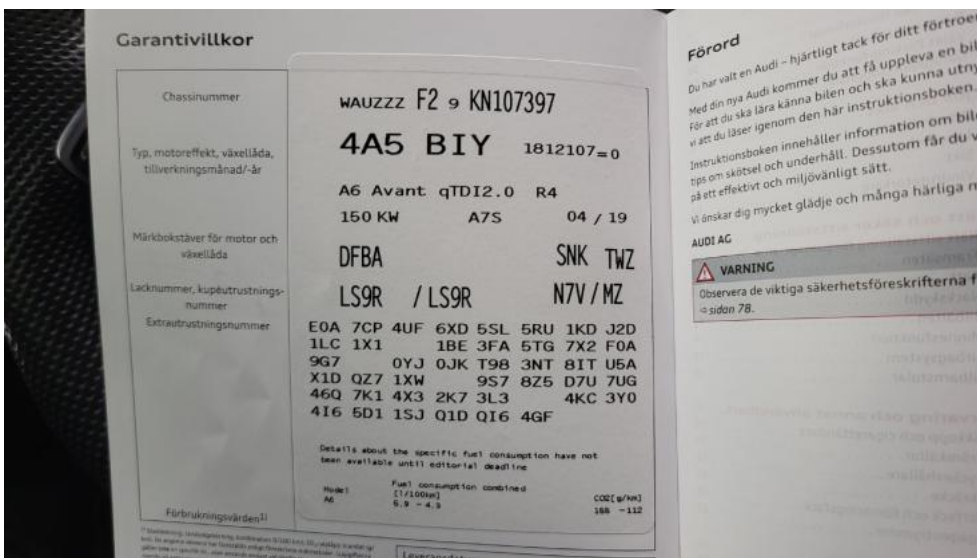 Garantivillkor
Chassinummer
WAUZZZ F2 9 KN107397
4A5 BIY 1812107=0
Typ, motoreffekt, växellåda,
tillverkningsmånad/-år
A6 Avant qTDI2.0 R4
150 KW A7S 04 / 19
Märkbokstäver för motor och
växellåda
DFBA SNK TWZ
Lacknummer, kupéutrustnings-
nummer
LS9R / LS9R N7V / MZ
Extrautrustningsnummer
E0A 7CP 4UF 6XD 5SL 5RU 1KD J2D
1LC 1X1 1BE 3FA 5TG 7X2 F0A
9G7 0YJ 0JK T98 3NT 8IT U5A
X1D QZ7 1XW 9S7 8Z5 D7U 7UG
46Q 7K1 4X3 2K7 3L3 4KC 3Y0
4I6 5D1 1SJ Q1D QI6 4GF
Details about the specific fuel consumption have not
been available until editorial deadline
Model Fuel consumption combined
[l/100km] CO2[g/km]
A6 - 4.3 -112
Förbrukningsvärden¹⁾
Förord
Du har valt en Audi – hjärtligt tack för ditt
Med din nya Audi kommer du att få uppleva en
För att du ska lära känna bilen och ska kunna
vi att du läser igenom den här instruktionsboken.
Instruktionsboken innehåller information om
tips om skötsel och underhåll. Dessutom får du
på ett effektivt och miljövänligt sätt.
Vi önskar dig mycket glädje och många härliga
AUDI AG
VARNING
Observera de viktiga säkerhetsföreskrifterna
sidan 78.